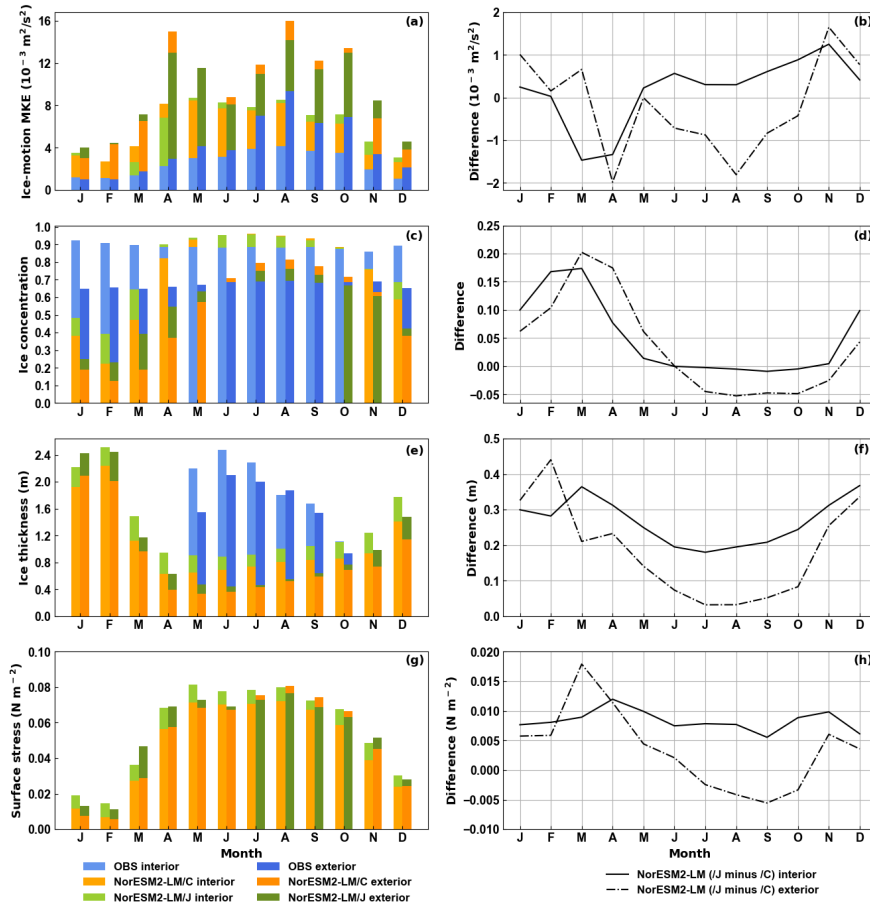 (a)
Ice-motion MKE (10⁻³ m²/s²)
16
12
8
4
0
J F M A M J J A S O N D
(b)
Difference (10⁻³ m²/s²)
2
1
0
−1
−2
J F M A M J J A S O N D
(c)
Ice concentration
1.0
0.9
0.8
0.7
0.6
0.5
0.4
0.3
0.2
0.1
0.0
J F M A M J J A S O N D
(d)
Difference
0.25
0.20
0.15
0.10
0.05
0.00
−0.05
J F M A M J J A S O N D
(e)
Ice thickness (m)
2.4
2.0
1.6
1.2
0.8
0.4
0.0
J F M A M J J A S O N D
(f)
Difference (m)
0.5
0.4
0.3
0.2
0.1
0.0
J F M A M J J A S O N D
(g)
Surface stress (N m⁻²)
0.10
0.08
0.06
0.04
0.02
0.00
J F M A M J J A S O N D
Month
(h)
Difference (N m⁻²)
0.020
0.015
0.010
0.005
0.000
−0.005
−0.010
J F M A M J J A S O N D
Month
OBS interior
OBS exterior
NorESM2-LM/C interior
NorESM2-LM/C exterior
NorESM2-LM/J interior
NorESM2-LM/J exterior
NorESM2-LM (/J minus /C) interior
NorESM2-LM (/J minus /C) exterior